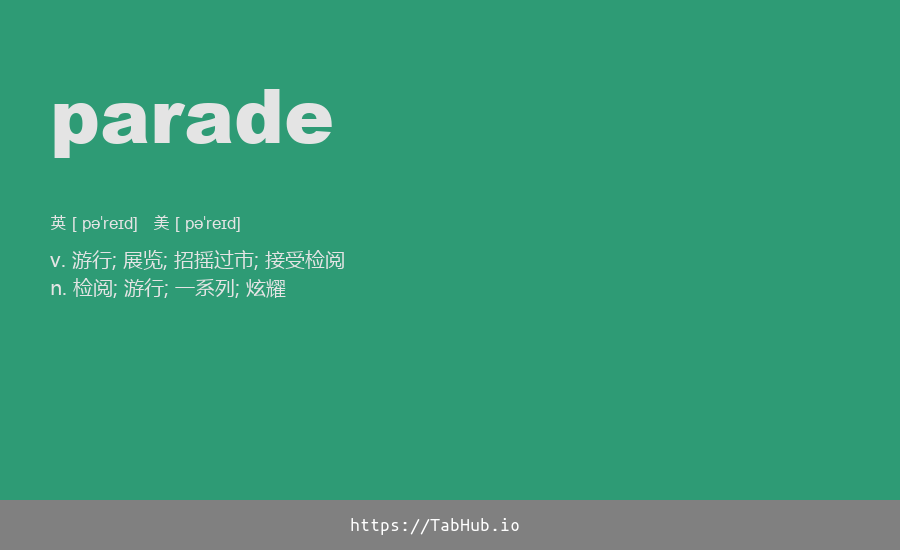 parade
英 [ pə'reɪd]   美 [ pə'reɪd]
v. 游行; 展览; 招摇过市; 接受检阅
n. 检阅; 游行; 一系列; 炫耀
https://TabHub.io